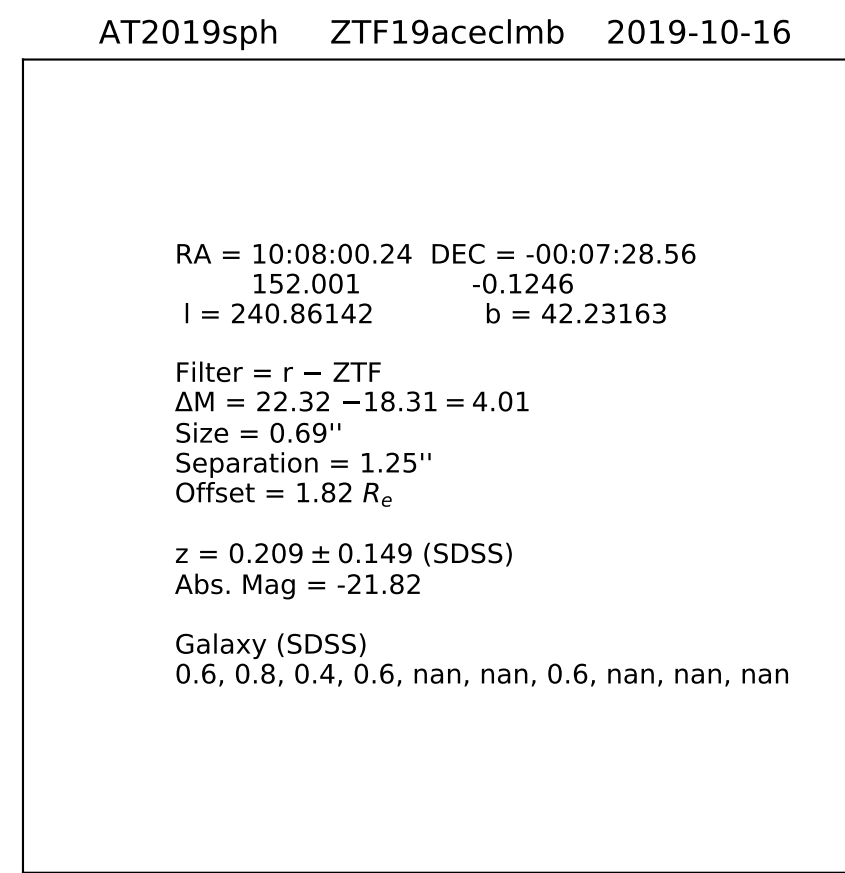 AT2019sph ZTF19aceclmb 2019-10-16
RA = 10:08:00.24 DEC = -00:07:28.56
152.001 -0.1246
l = 240.86142 b = 42.23163
Filter = r − ZTF
ΔM = 22.32 −18.31 = 4.01
Size = 0.69''
Separation = 1.25''
Offset = 1.82 Rₑ
z = 0.209 ± 0.149 (SDSS)
Abs. Mag = -21.82
Galaxy (SDSS)
0.6, 0.8, 0.4, 0.6, nan, nan, 0.6, nan, nan, nan